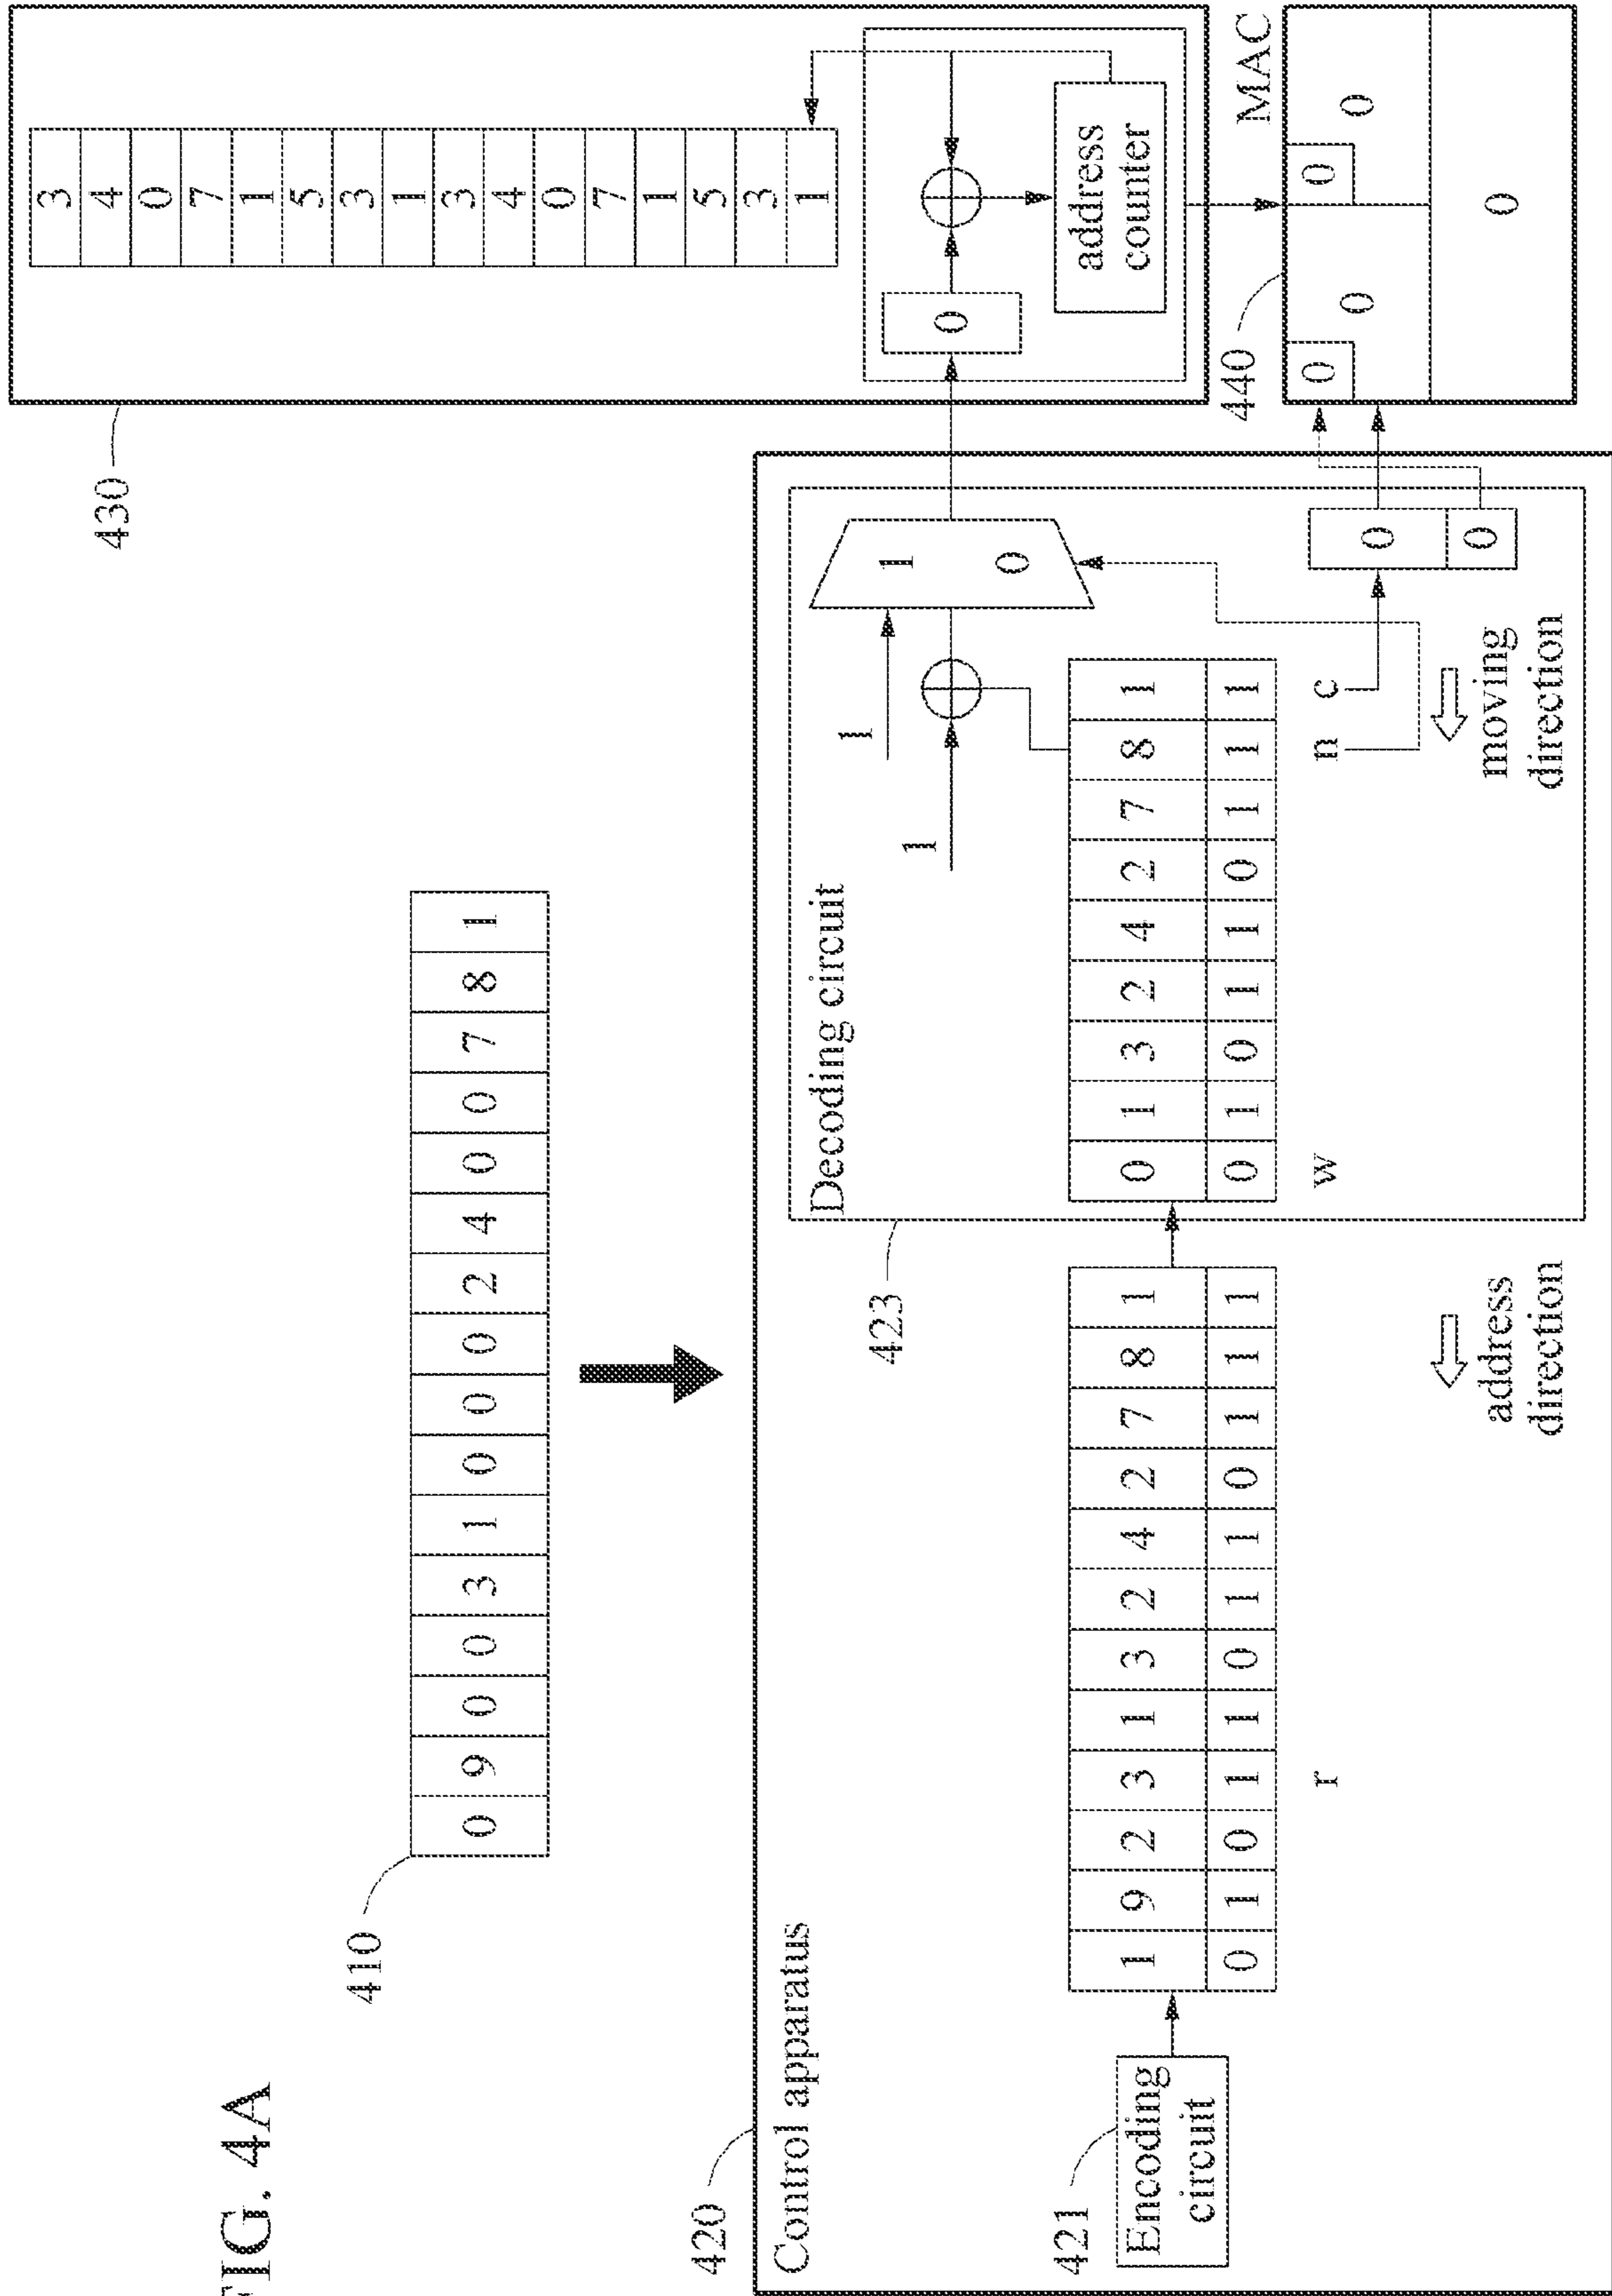 FIG. 4A
430
3
4
0
7
1
5
3
1
3
4
0
7
1
5
3
1
410
0 9 0 0 3 1 0 0 0 2 4 0 0 7 8 1
420
Control apparatus
423
Decoding circuit
1
1
1
0
0
address
counter
421
Encoding
circuit
1 9 2 3 1 3 2 4 2 7 8 1
0 1 0 1 1 0 1 1 0 1 1 1
r
address
direction
0 1 3 2 4 2 7 8 1
0 1 0 1 1 0 1 1 1
w n c
moving
direction
0
0
440
MAC
0 0
0 0
0